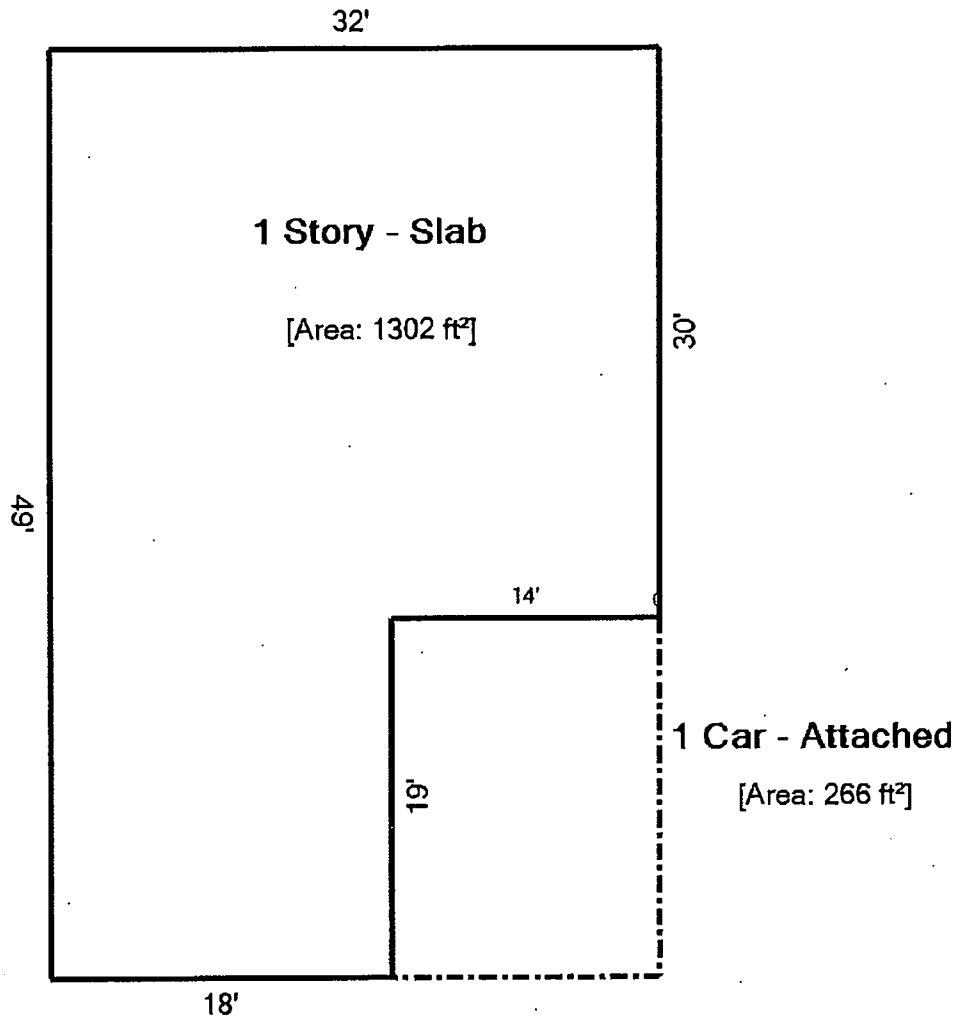 32'
1 Story - Slab
[Area: 1302 ft²]
30'
49'
14'
1 Car - Attached
19'
[Area: 266 ft²]
18'